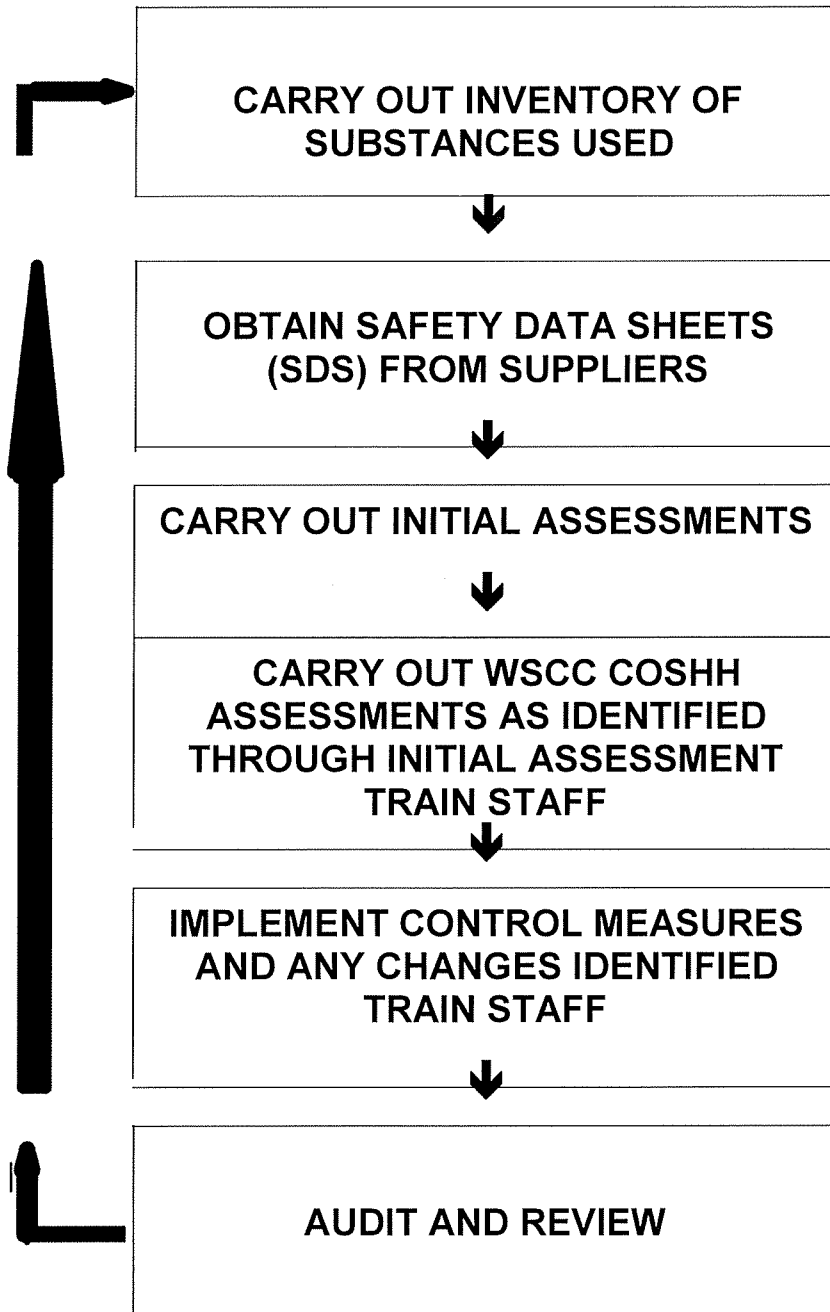 CARRY OUT INVENTORY OF
SUBSTANCES USED
OBTAIN SAFETY DATA SHEETS
(SDS) FROM SUPPLIERS
CARRY OUT INITIAL ASSESSMENTS
CARRY OUT WSCC COSHH
ASSESSMENTS AS IDENTIFIED
THROUGH INITIAL ASSESSMENT
TRAIN STAFF
IMPLEMENT CONTROL MEASURES
AND ANY CHANGES IDENTIFIED
TRAIN STAFF
AUDIT AND REVIEW